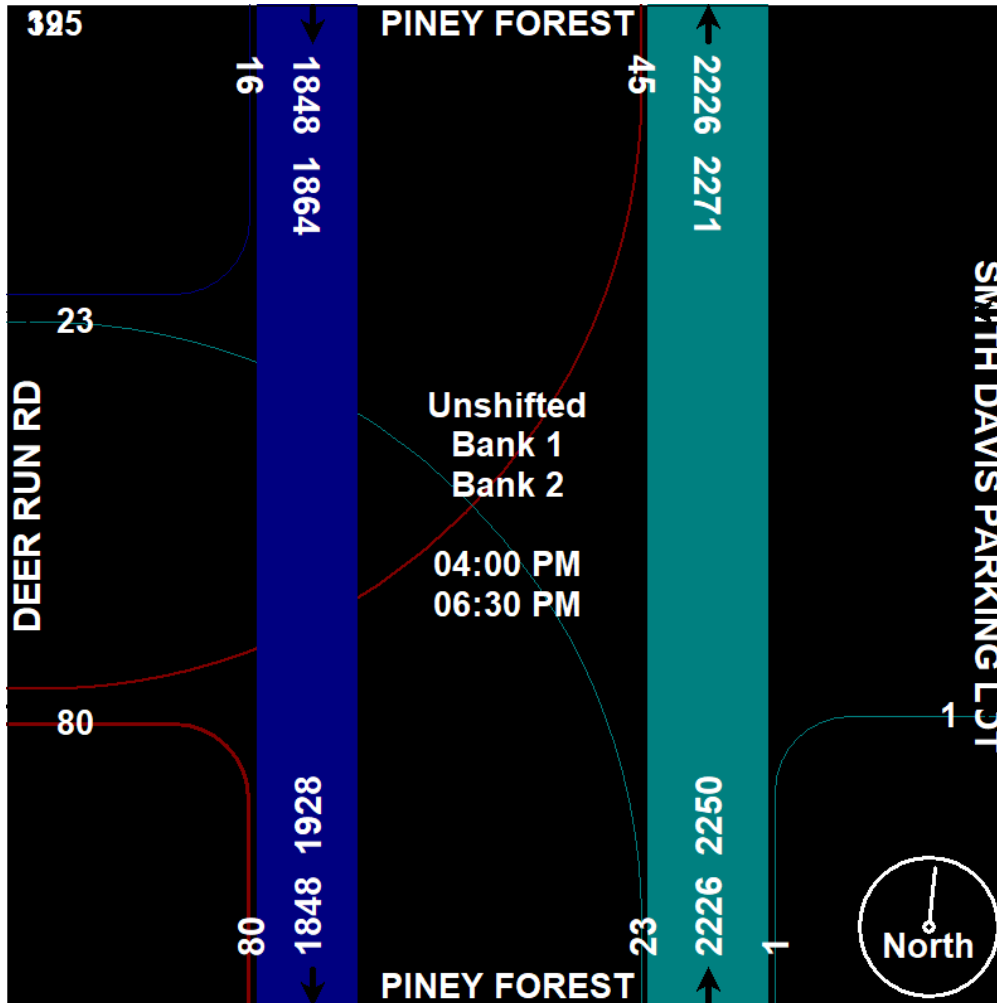 PINEY FOREST
16
1848 1864
45
2226 2271
23
DEER RUN RD
Unshifted
Bank 1
Bank 2
04:00 PM
06:30 PM
SMITH DAVIS PARKING LOT
80
1
80
1848 1928
23
2226 2250
1
North
PINEY FOREST